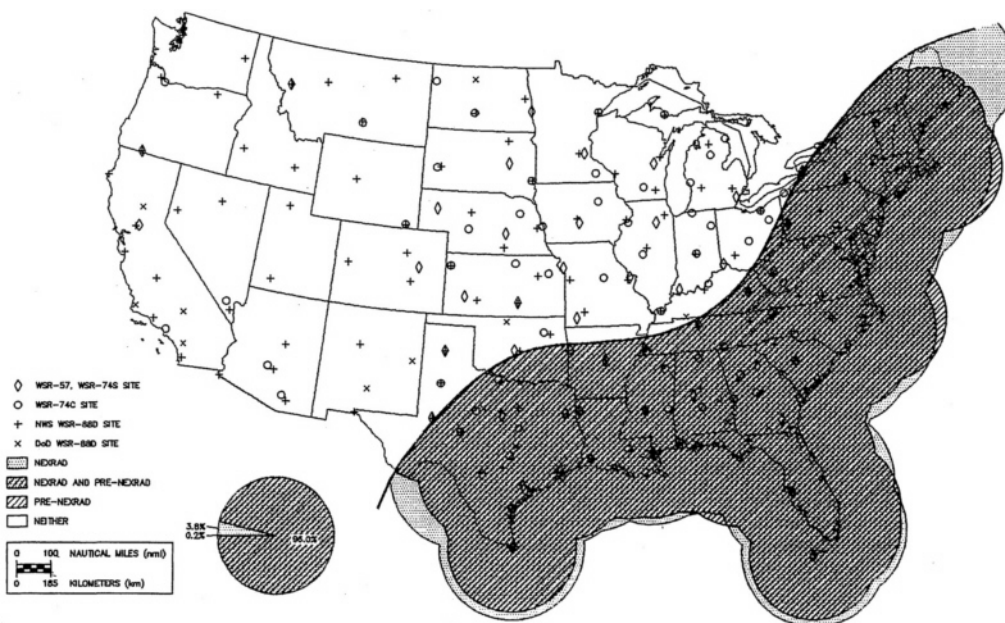 WSR-57, WSR-74S SITE
WSR-74C SITE
NWS WSR-88D SITE
DoD WSR-88D SITE
NEXRAD
NEXRAD AND PRE-NEXRAD
PRE-NEXRAD
NEITHER
0 100 NAUTICAL MILES (nmi)
0 185 KILOMETERS (km)
3.8%
0.2%
96.0%